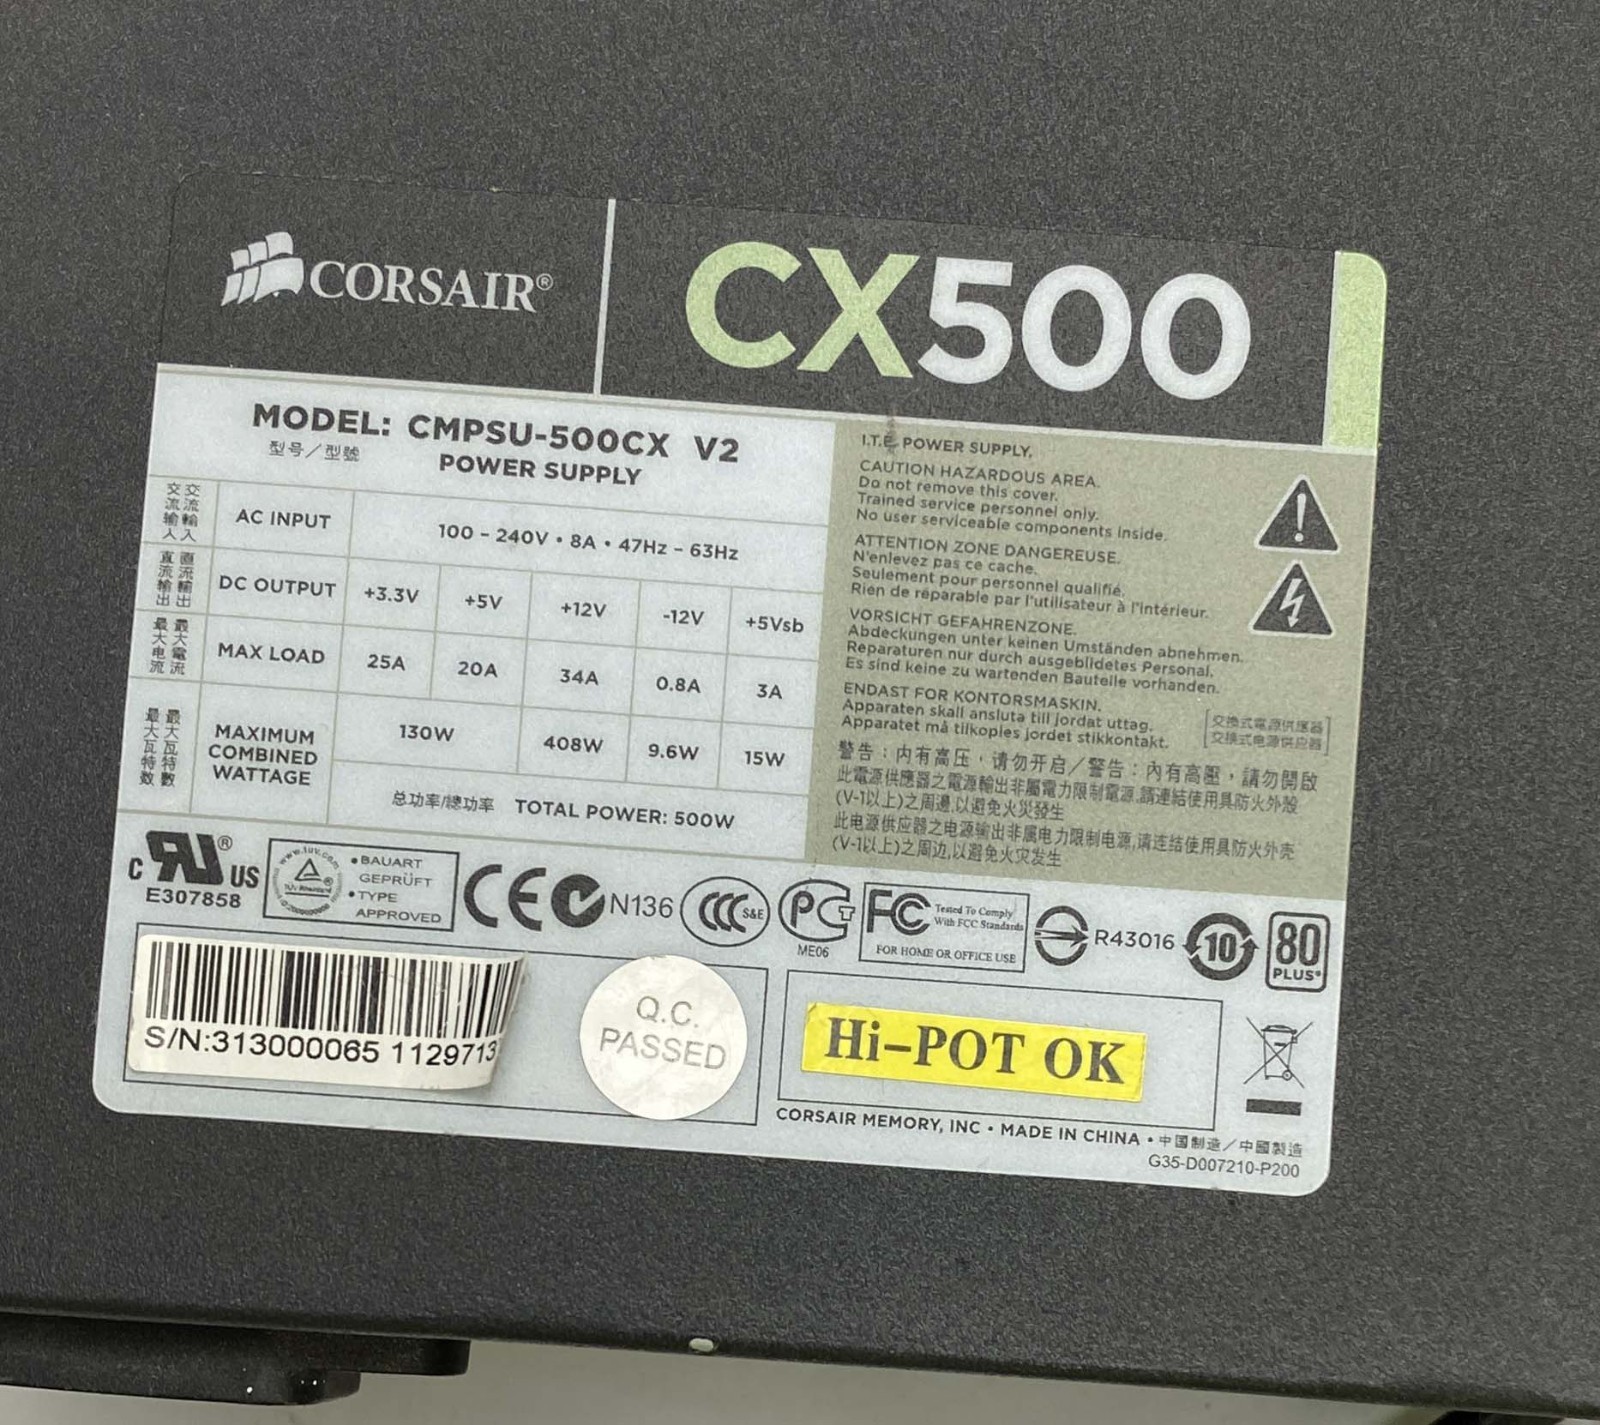 CORSAIR®
CX500
MODEL: CMPSU-500CX V2
型号/型號
POWER SUPPLY
交流输入 交流輸入
AC INPUT
100 – 240V • 8A • 47Hz – 63Hz
直流输出 直流輸出
DC OUTPUT +3.3V +5V +12V -12V +5Vsb
最大电流 最大電流
MAX LOAD 25A 20A 34A 0.8A 3A
最大瓦特数 最大瓦特數
MAXIMUM
COMBINED
WATTAGE
130W 408W 9.6W 15W
总功率/總功率 TOTAL POWER: 500W
I.T.E. POWER SUPPLY.
CAUTION HAZARDOUS AREA.
Do not remove this cover.
Trained service personnel only.
No user serviceable components inside.
ATTENTION ZONE DANGEREUSE.
N'enlevez pas ce cache.
Seulement pour personnel qualifié.
Rien de réparable par l'utilisateur à l'intérieur.
VORSICHT GEFAHRENZONE.
Abdeckungen unter keinen Umständen abnehmen.
Reparaturen nur durch ausgeblidetes Personal.
Es sind keine zu wartenden Bauteile vorhanden.
ENDAST FOR KONTORSMASKIN.
Apparaten skall ansluta till jordat uttag.
Apparatet må tilkoples jordet stikkontakt.
交換式電源供應器
交换式电源供应器
警告：内有高压，请勿开启／警告：內有高壓，請勿開啟
此電源供應器之電源輸出非屬電力限制電源,請連結使用具防火外殼
(V-1以上)之周邊,以避免火災發生
此电源供应器之电源输出非属电力限制电源,请连结使用具防火外壳
(V-1以上)之周边,以避免火灾发生
C RU® US
E307858
www.tuv.com
TÜV Rheinland
• BAUART
GEPRÜFT
• TYPE
APPROVED
CE
N136
CCC S&E
PCT
ME06
FC
Tested To Comply
With FCC Standards
FOR HOME OR OFFICE USE
R43016
10
80
PLUS®
S/N:313000065 1129713
Q.C.
PASSED
Hi-POT OK
CORSAIR MEMORY, INC • MADE IN CHINA • 中国制造／中國製造
G35-D007210-P200